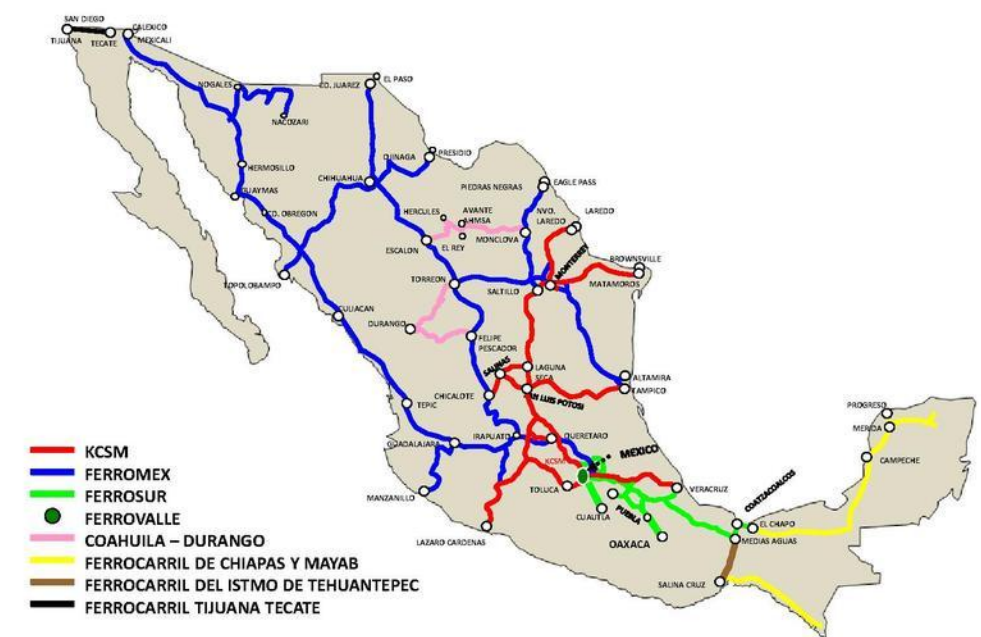 SAN DIEGO
TIJUANA
TECATE
CALEXICO
MEXICALI
NOGALES
NACOZARI
CD. JUAREZ
EL PASO
HERMOSILLO
GUAYMAS
CD. OBREGON
CHIHUAHUA
OJINAGA
PRESIDIO
PIEDRAS NEGRAS
EAGLE PASS
HERCULES
AVANTE
AHMSA
EL REY
ESCALON
MONCLOVA
NVO.
LAREDO
LAREDO
MONTERREY
BROWNSVILLE
MATAMOROS
TOPOLOBAMPO
TORREON
SALTILLO
CULIACAN
DURANGO
FELIPE
PESCADOR
SALINAS
LAGUNA
SECA
ALTAMIRA
TAMPICO
CHICALOTE
SAN LUIS POTOSI
TEPIC
GUADALAJARA
IRAPUATO
QUERETARO
KCSM
MEXICO
MANZANILLO
TOLUCA
CUAUTLA
PUEBLA
VERACRUZ
COATZACOALCOS
LAZARO CARDENAS
OAXACA
EL CHAPO
MEDIAS AGUAS
SALINA CRUZ
PROGRESO
MERIDA
CAMPECHE
KCSM
FERROMEX
FERROSUR
FERROVALLE
COAHUILA – DURANGO
FERROCARRIL DE CHIAPAS Y MAYAB
FERROCARRIL DEL ISTMO DE TEHUANTEPEC
FERROCARRIL TIJUANA TECATE